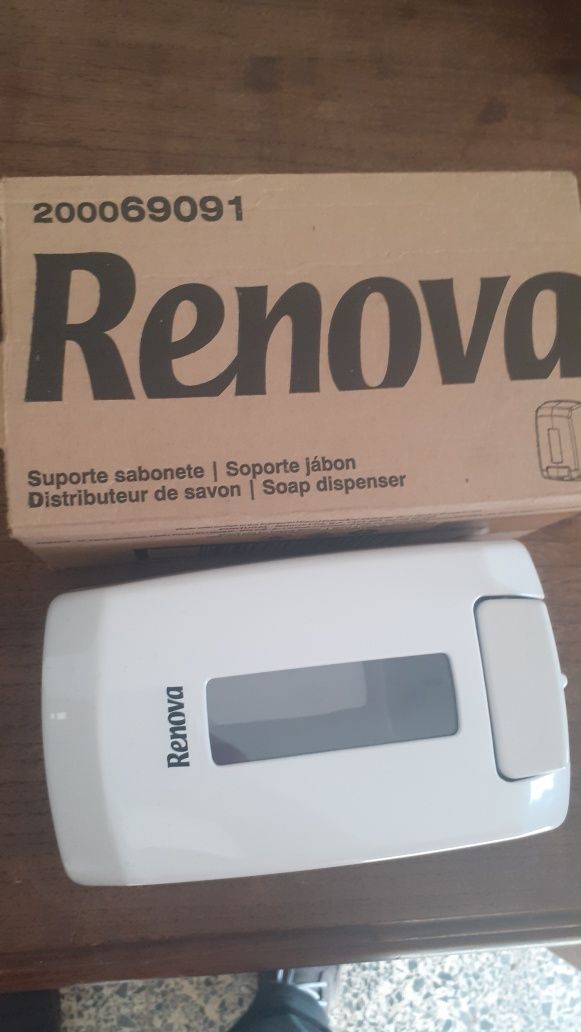 200069091
Renova
Suporte sabonete | Soporte jábon
Distributeur de savon | Soap dispenser
Renova